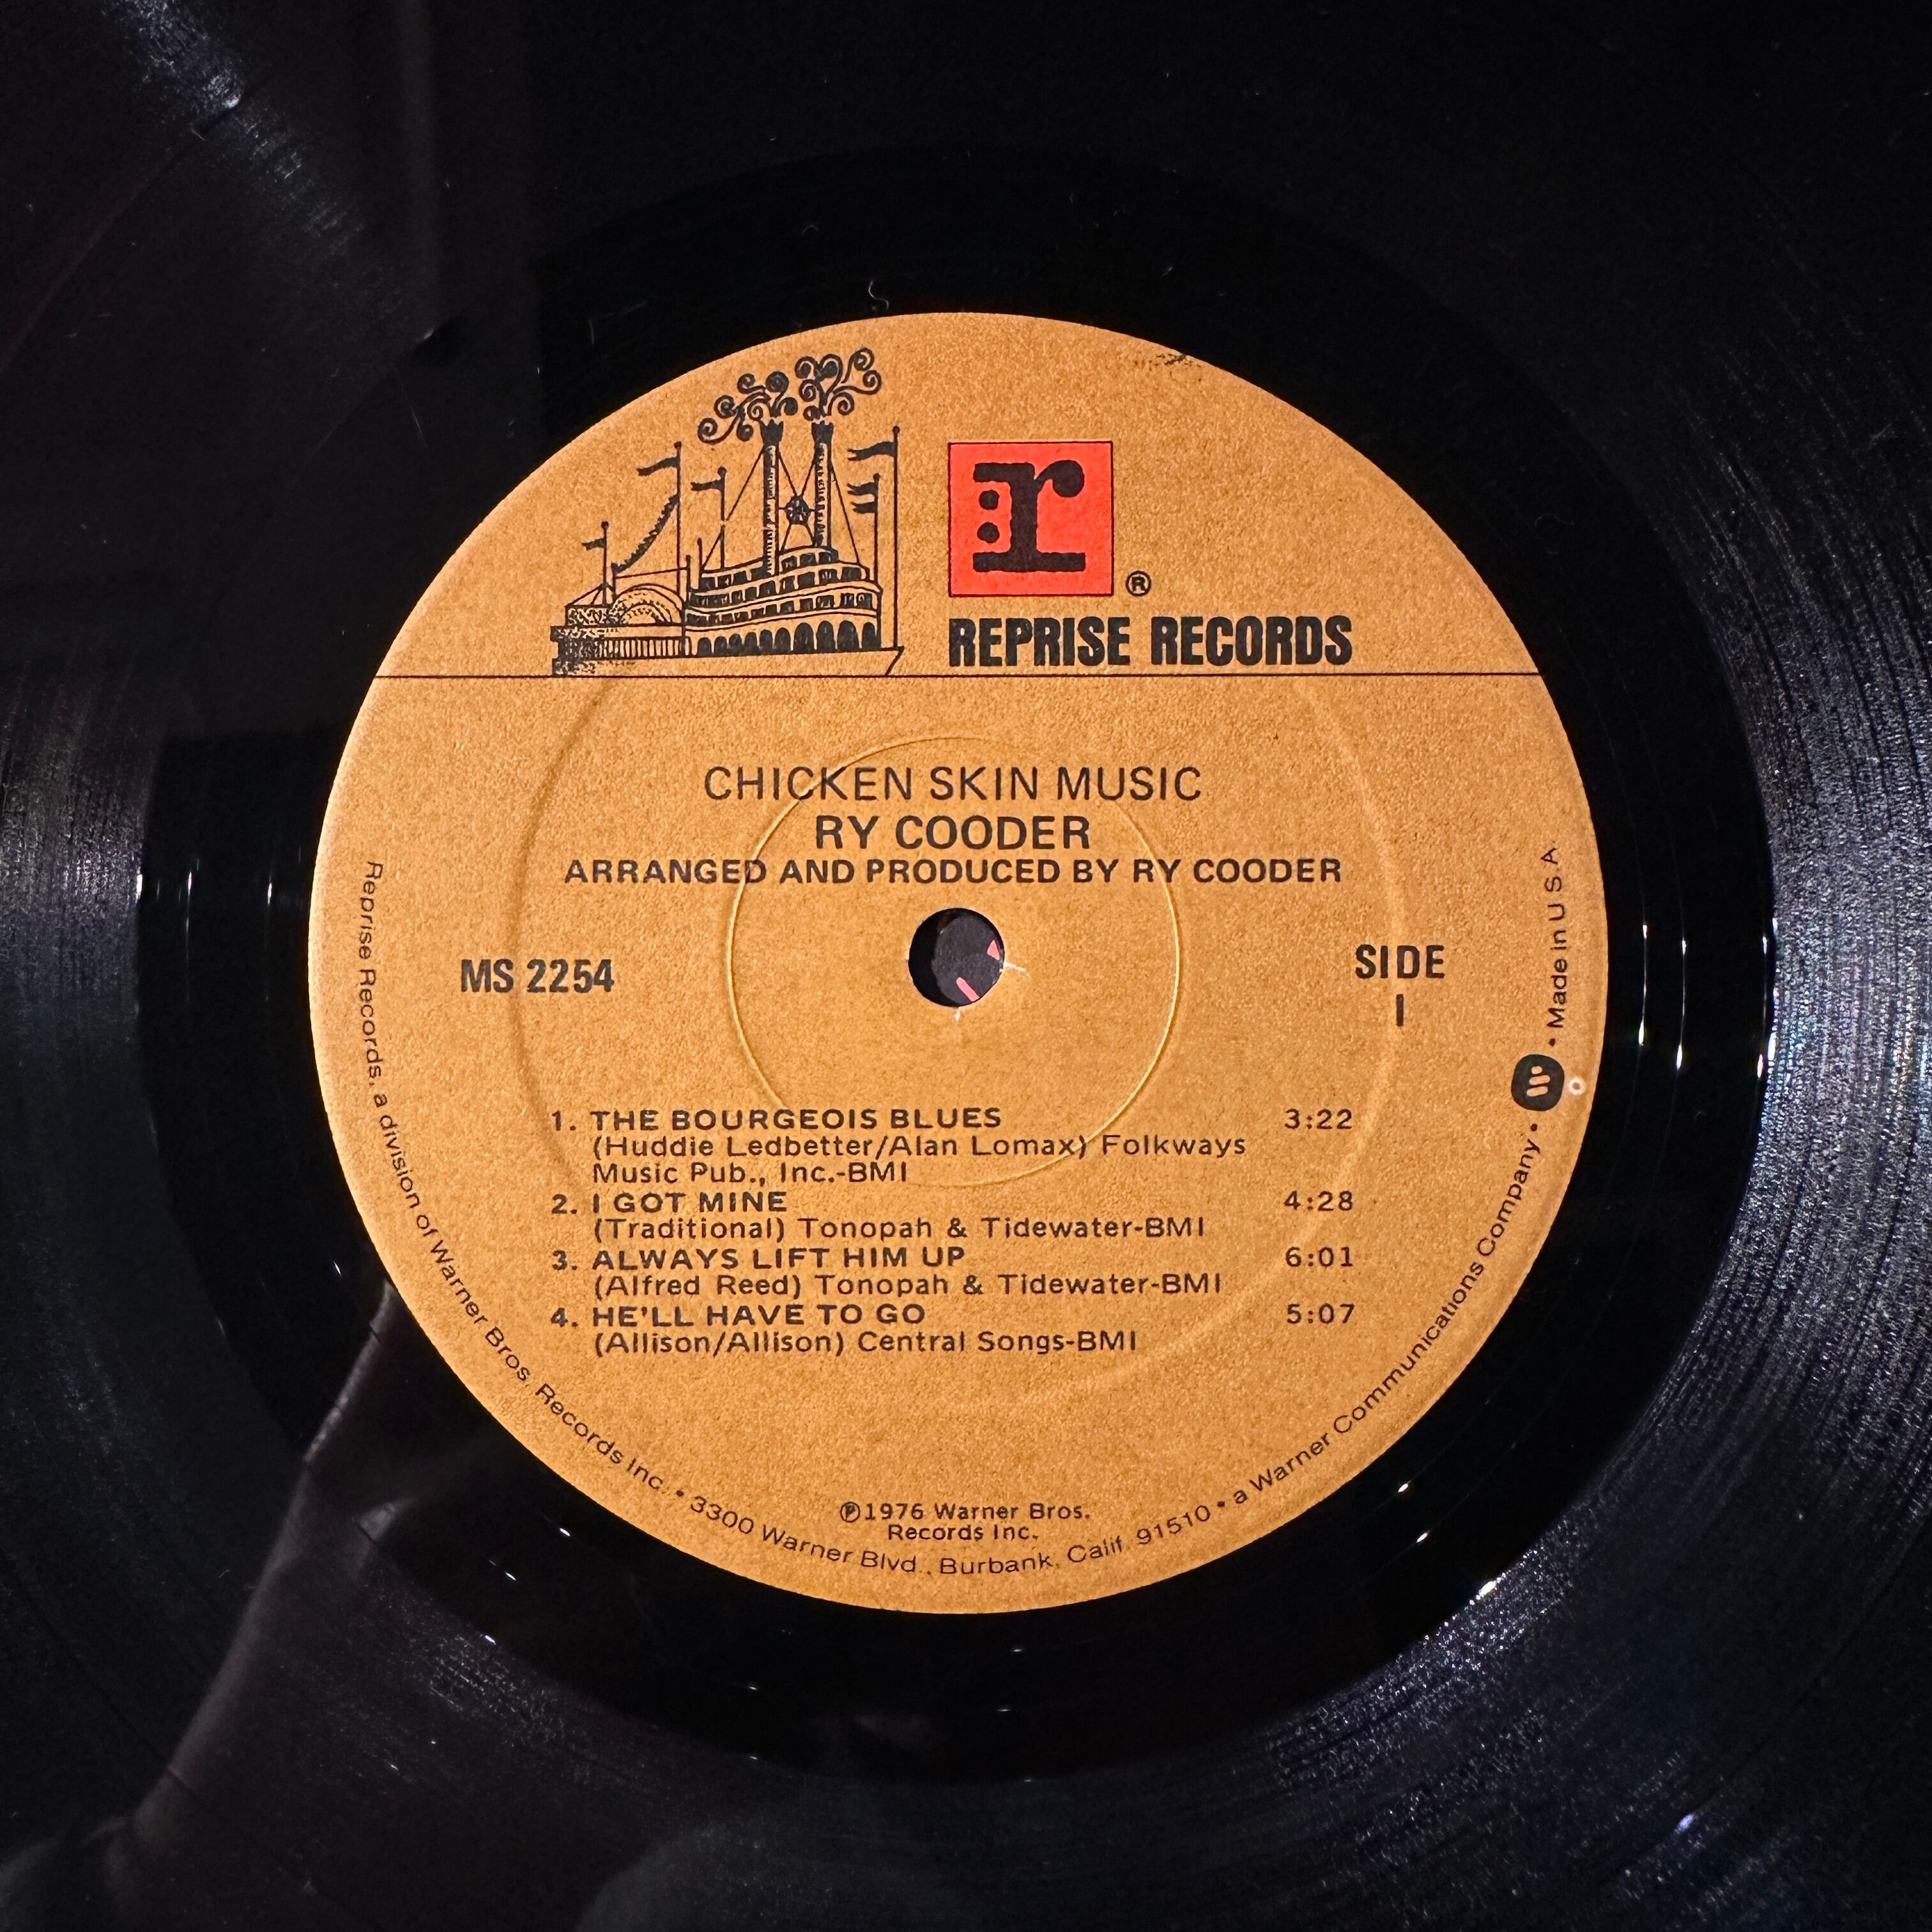 :r
®
REPRISE RECORDS
CHICKEN SKIN MUSIC
RY COODER
ARRANGED AND PRODUCED BY RY COODER
MS 2254
SIDE
I
1. THE BOURGEOIS BLUES 3:22
(Huddie Ledbetter/Alan Lomax) Folkways
Music Pub., Inc.-BMI
2. I GOT MINE 4:28
(Traditional) Tonopah & Tidewater-BMI
3. ALWAYS LIFT HIM UP 6:01
(Alfred Reed) Tonopah & Tidewater-BMI
4. HE'LL HAVE TO GO 5:07
(Allison/Allison) Central Songs-BMI
℗1976 Warner Bros.
Records Inc.
Reprise Records, a division of Warner Bros. Records Inc. • 3300 Warner Blvd., Burbank, Calif. 91510 • a Warner Communications Company • W • Made in U S A